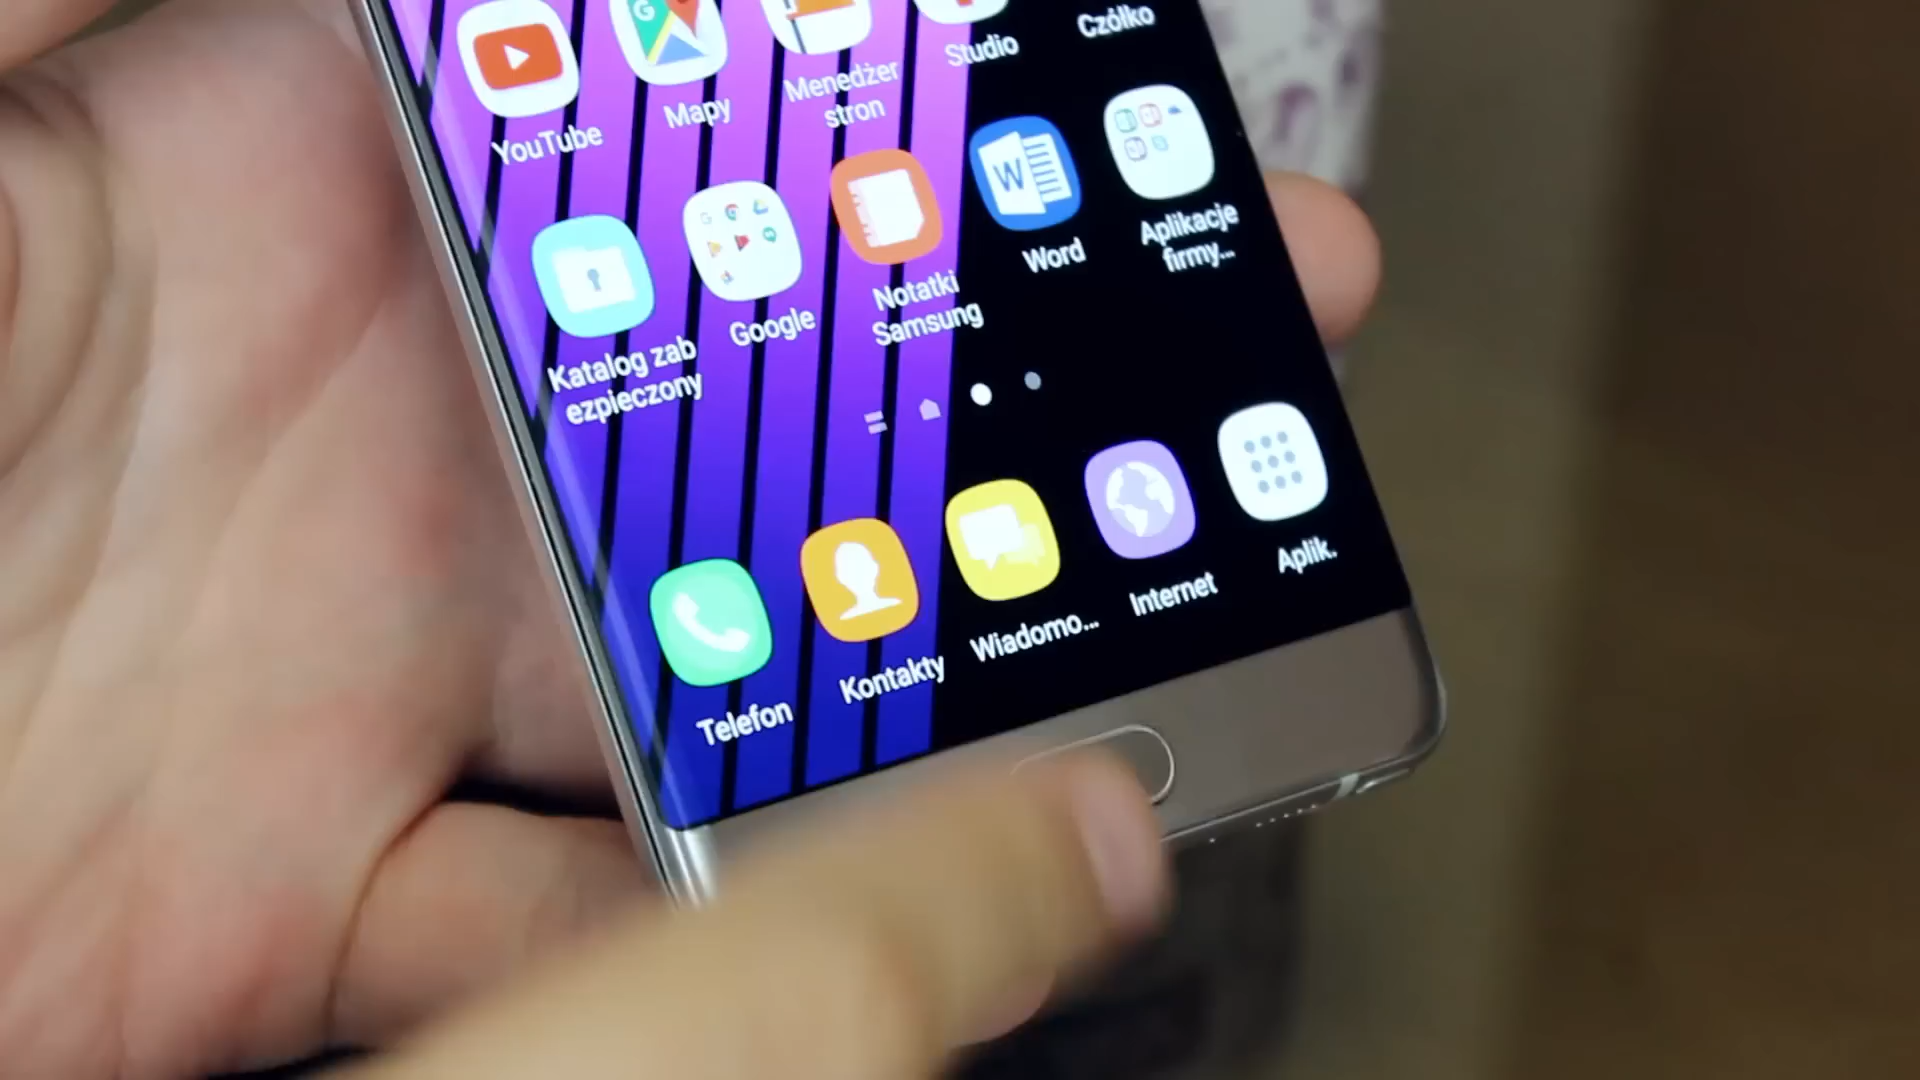 Czółko
Studio
Menedżer
stron
Mapy
YouTube
Aplikacje
firmy...
Word
Notatki
Samsung
Google
Katalog zab
ezpieczony
Aplik.
Internet
Wiadomo...
Kontakty
Telefon